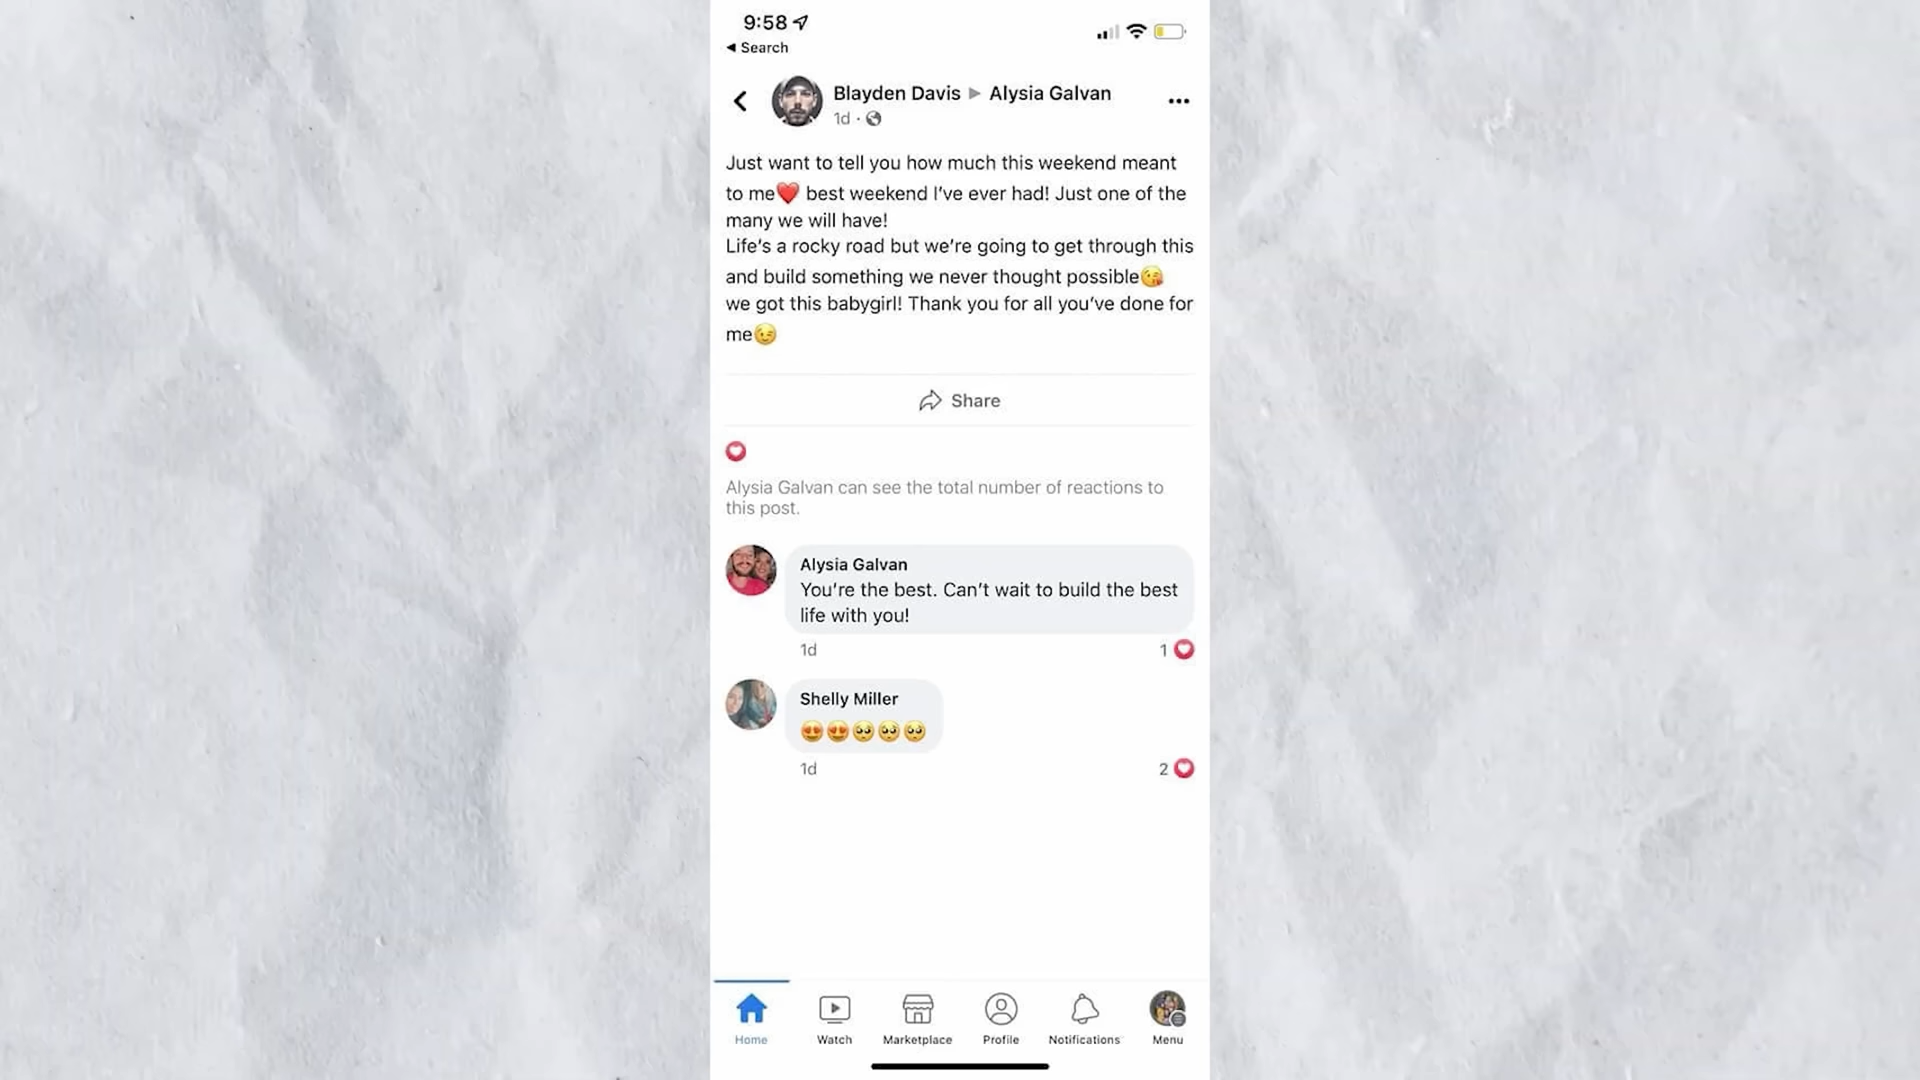 9:58
Search
Blayden Davis ▶ Alysia Galvan
1d ·
Just want to tell you how much this weekend meant
to me❤️ best weekend I've ever had! Just one of the
many we will have!
Life's a rocky road but we're going to get through this
and build something we never thought possible😘
we got this babygirl! Thank you for all you've done for
me😉
Share
Alysia Galvan can see the total number of reactions to
this post.
Alysia Galvan
You're the best. Can't wait to build the best
life with you!
1d 1
Shelly Miller
😍😍🥺🥺🥺
1d 2
Home Watch Marketplace Profile Notifications Menu